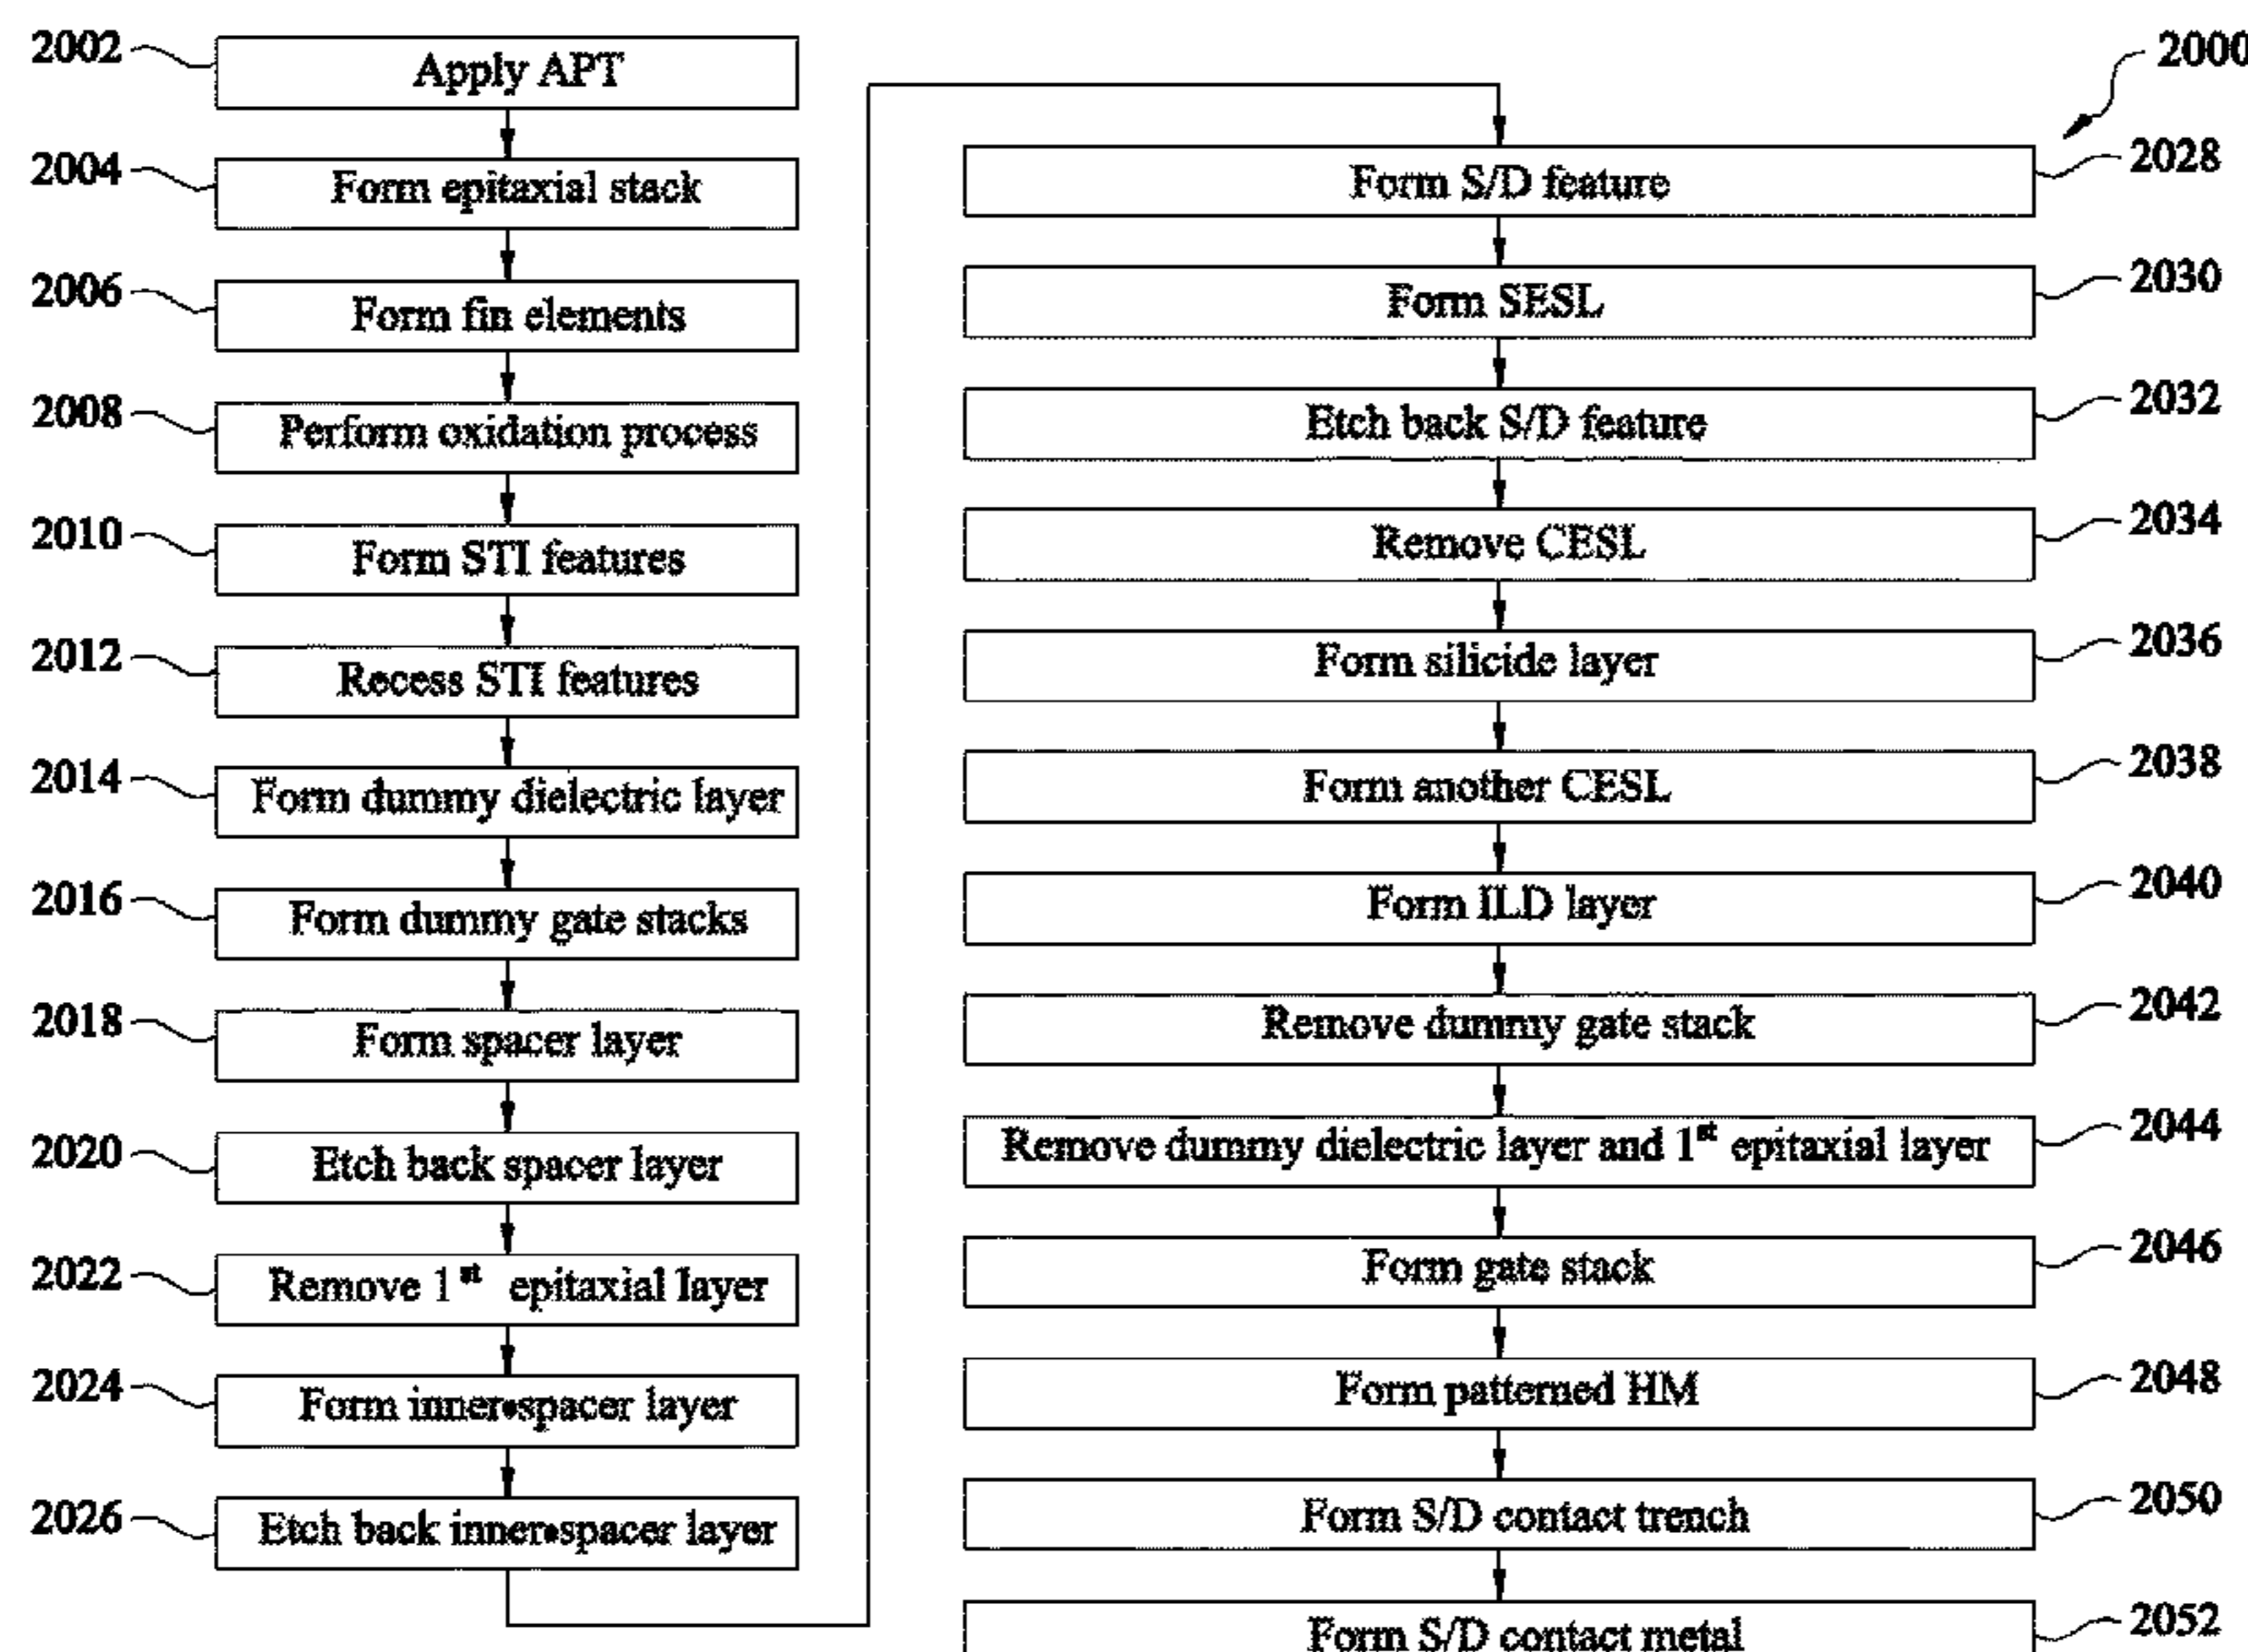 2002 Apply APT
2004 Form epitaxial stack
2006 Form fin elements
2008 Perform oxidation process
2010 Form STI features
2012 Recess STI features
2014 Form dummy dielectric layer
2016 Form dummy gate stacks
2018 Form spacer layer
2020 Etch back spacer layer
2022 Remove 1st epitaxial layer
2024 Form inner-spacer layer
2026 Etch back inner-spacer layer
2000
Form S/D feature 2028
Form SESL 2030
Etch back S/D feature 2032
Remove CESL 2034
Form silicide layer 2036
Form another CESL 2038
Form ILD layer 2040
Remove dummy gate stack 2042
Remove dummy dielectric layer and 1st epitaxial layer 2044
Form gate stack 2046
Form patterned HM 2048
Form S/D contact trench 2050
Form S/D contact metal 2052